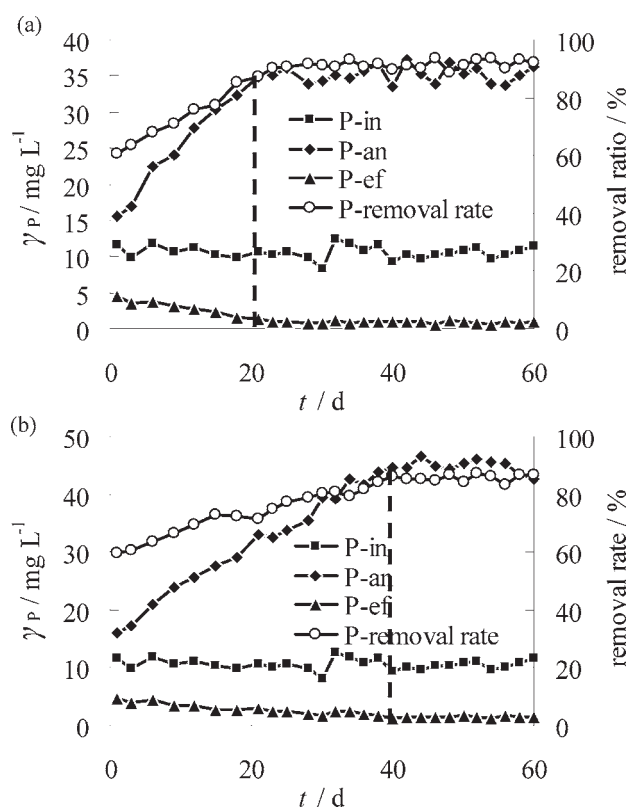 (a)
40
35
30
25
20
15
10
5
0
γP / mg L-1
100
80
60
40
20
0
removal ratio / %
P-in
P-an
P-ef
P-removal rate
0 20 40 60
t / d
(b)
50
40
30
20
10
0
γP / mg L-1
100
80
60
40
20
0
removal rate / %
P-in
P-an
P-ef
P-removal rate
0 20 40 60
t / d